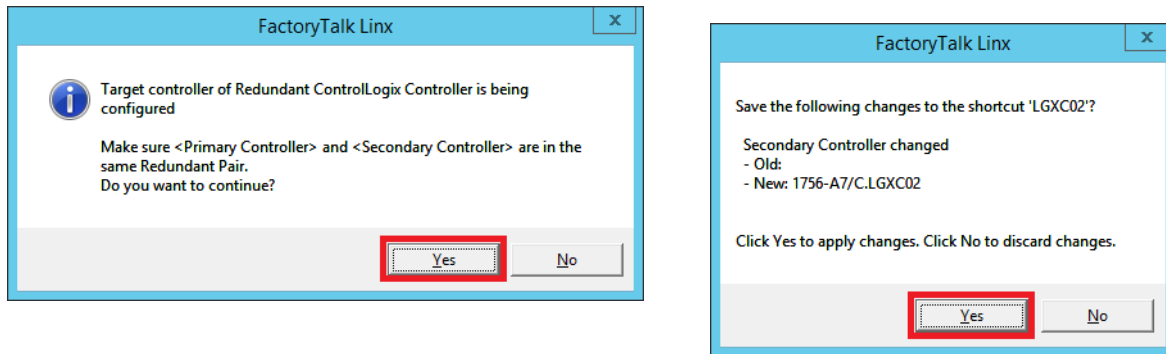 FactoryTalk Linx
x
Target controller of Redundant ControlLogix Controller is being
configured
Make sure <Primary Controller> and <Secondary Controller> are in the
same Redundant Pair.
Do you want to continue?
Yes
No
FactoryTalk Linx
x
Save the following changes to the shortcut 'LGXC02'?
Secondary Controller changed
- Old:
- New: 1756-A7/C.LGXC02
Click Yes to apply changes. Click No to discard changes.
Yes
No